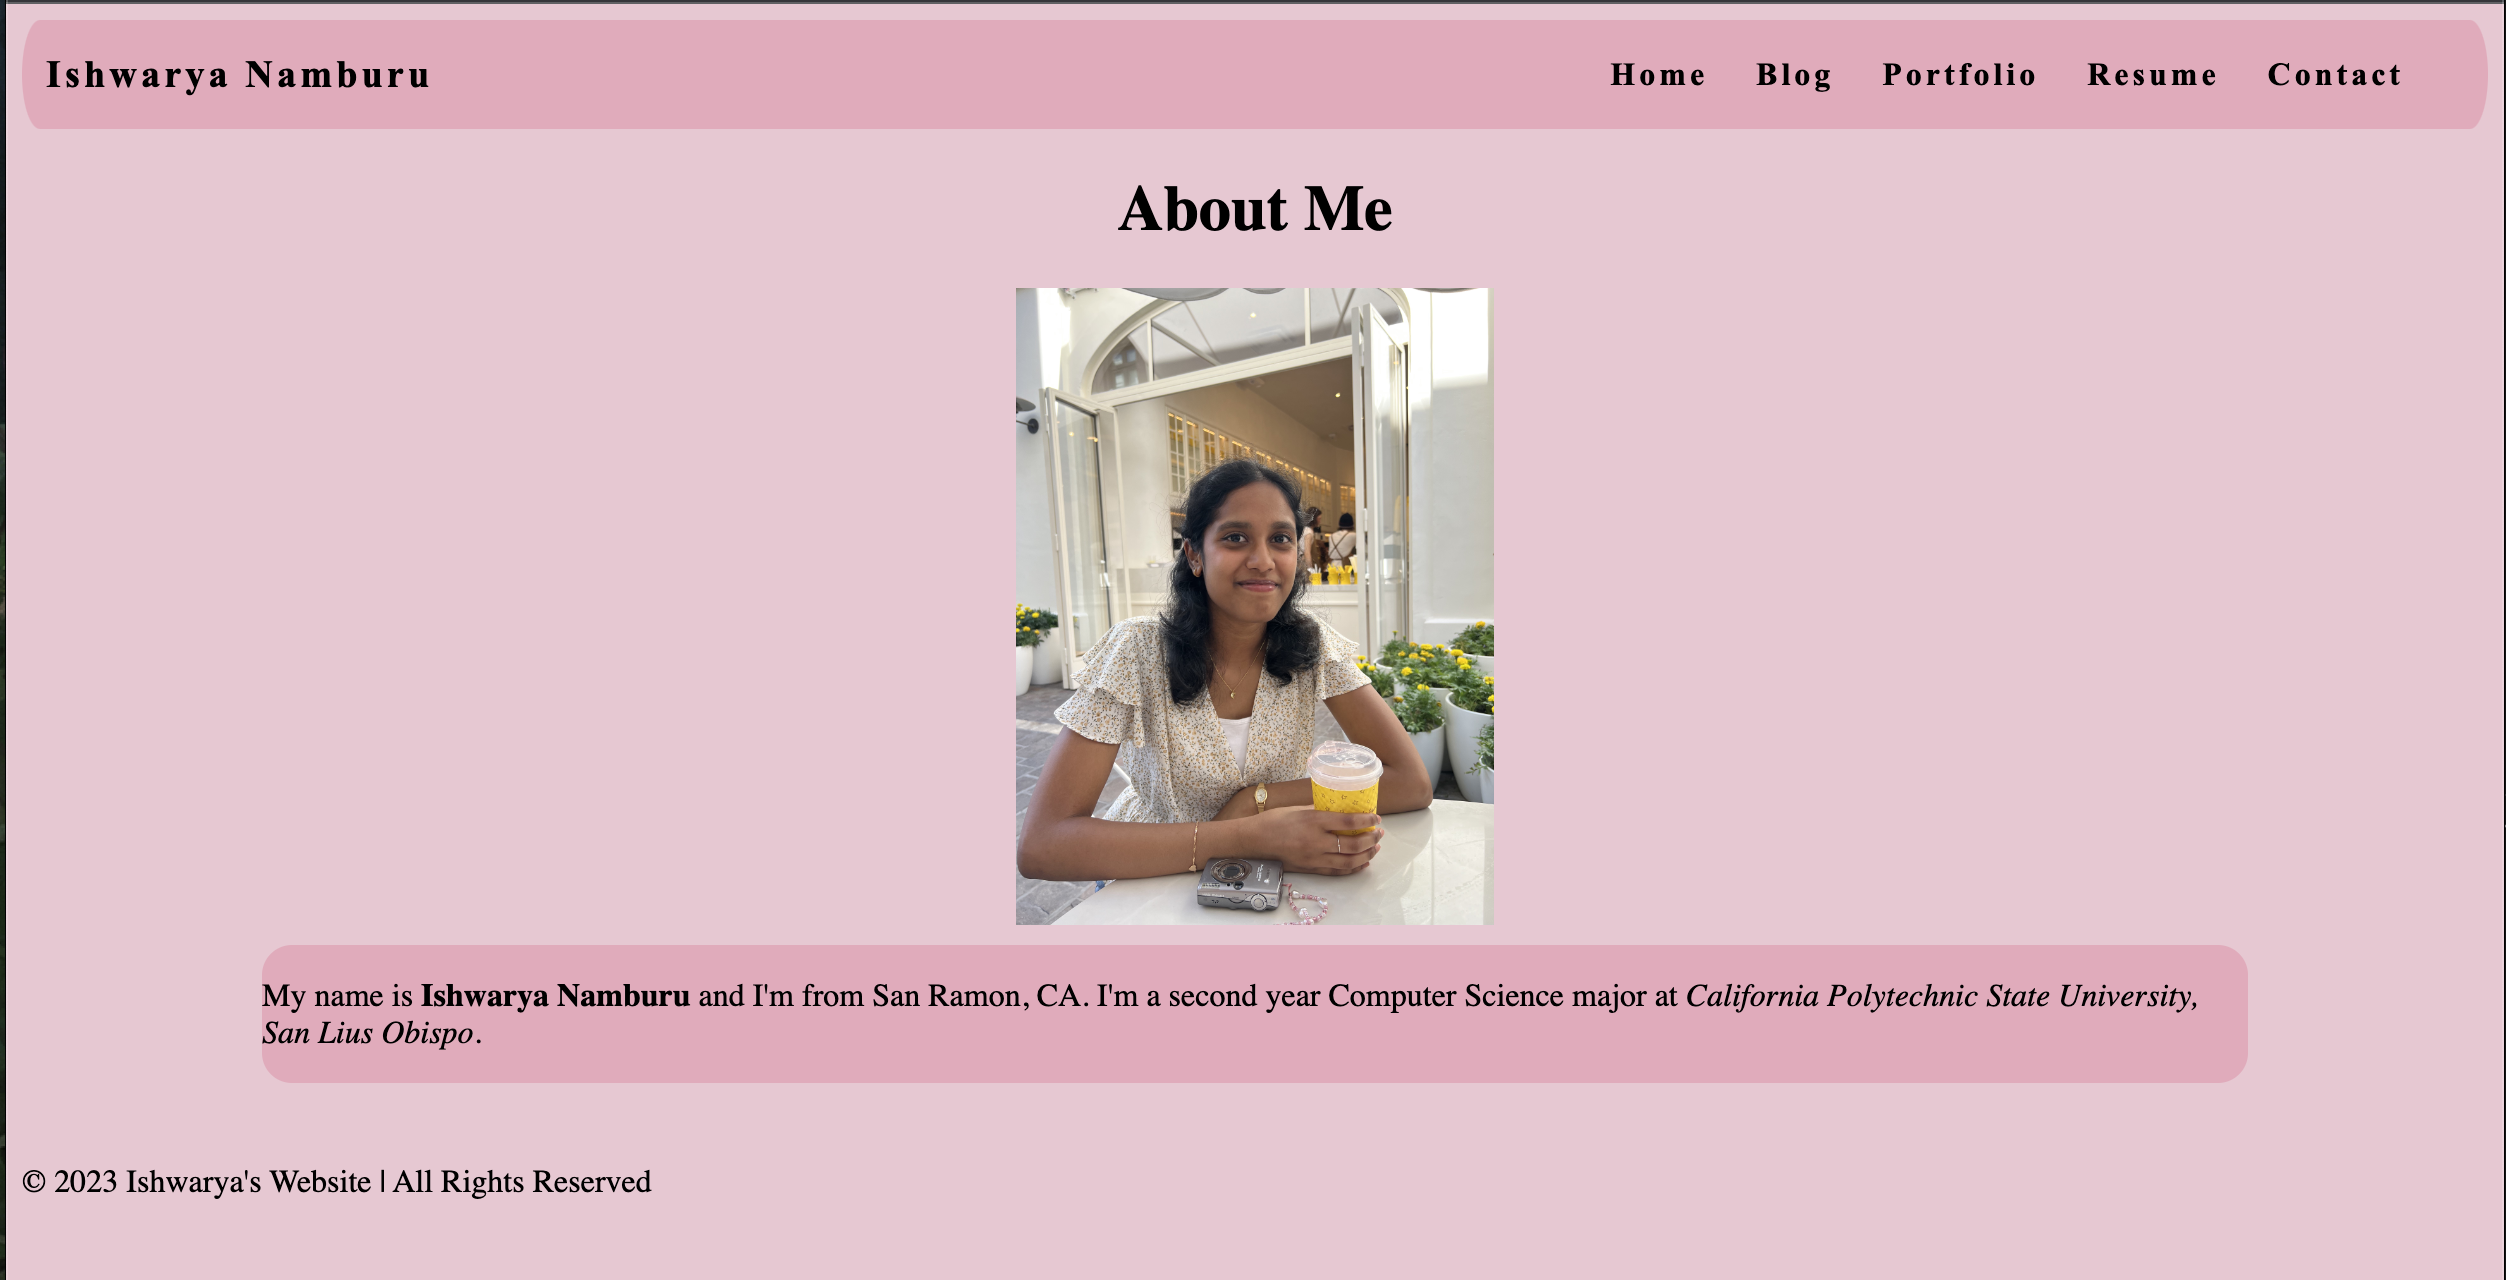 Ishwarya Namburu
Home Blog Portfolio Resume Contact
About Me
My name is Ishwarya Namburu and I'm from San Ramon, CA. I'm a second year Computer Science major at California Polytechnic State University,
San Lius Obispo.
© 2023 Ishwarya's Website | All Rights Reserved